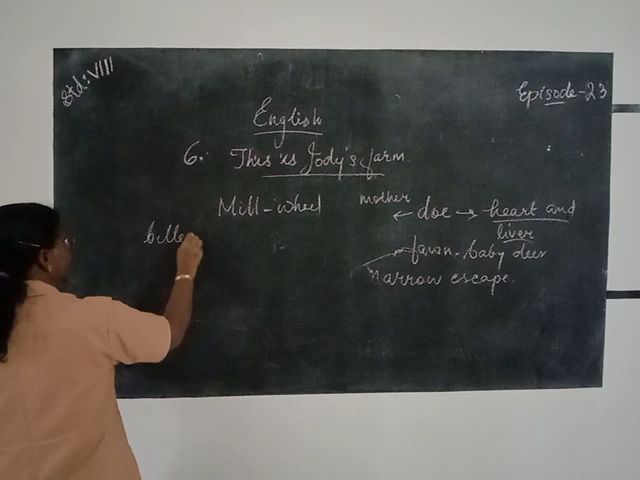 Std: VIII
Episode-23
English
6. This is Jody's farm
Mill-wheel
mother
← doe → heart and
liver
fawn - baby deer
narrow escape